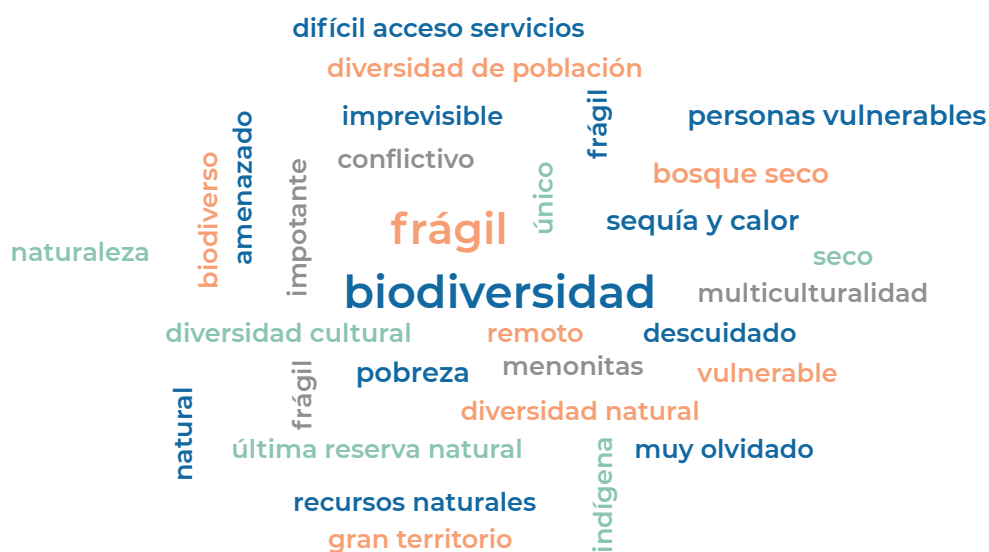 difícil acceso servicios
diversidad de población
imprevisible
frágil
personas vulnerables
amenazado
biodiverso
impotante
conflictivo
único
bosque seco
frágil
sequía y calor
naturaleza
seco
biodiversidad
multiculturalidad
diversidad cultural
remoto
descuidado
frágil
pobreza
menonitas
vulnerable
natural
diversidad natural
última reserva natural
indígena
muy olvidado
recursos naturales
gran territorio